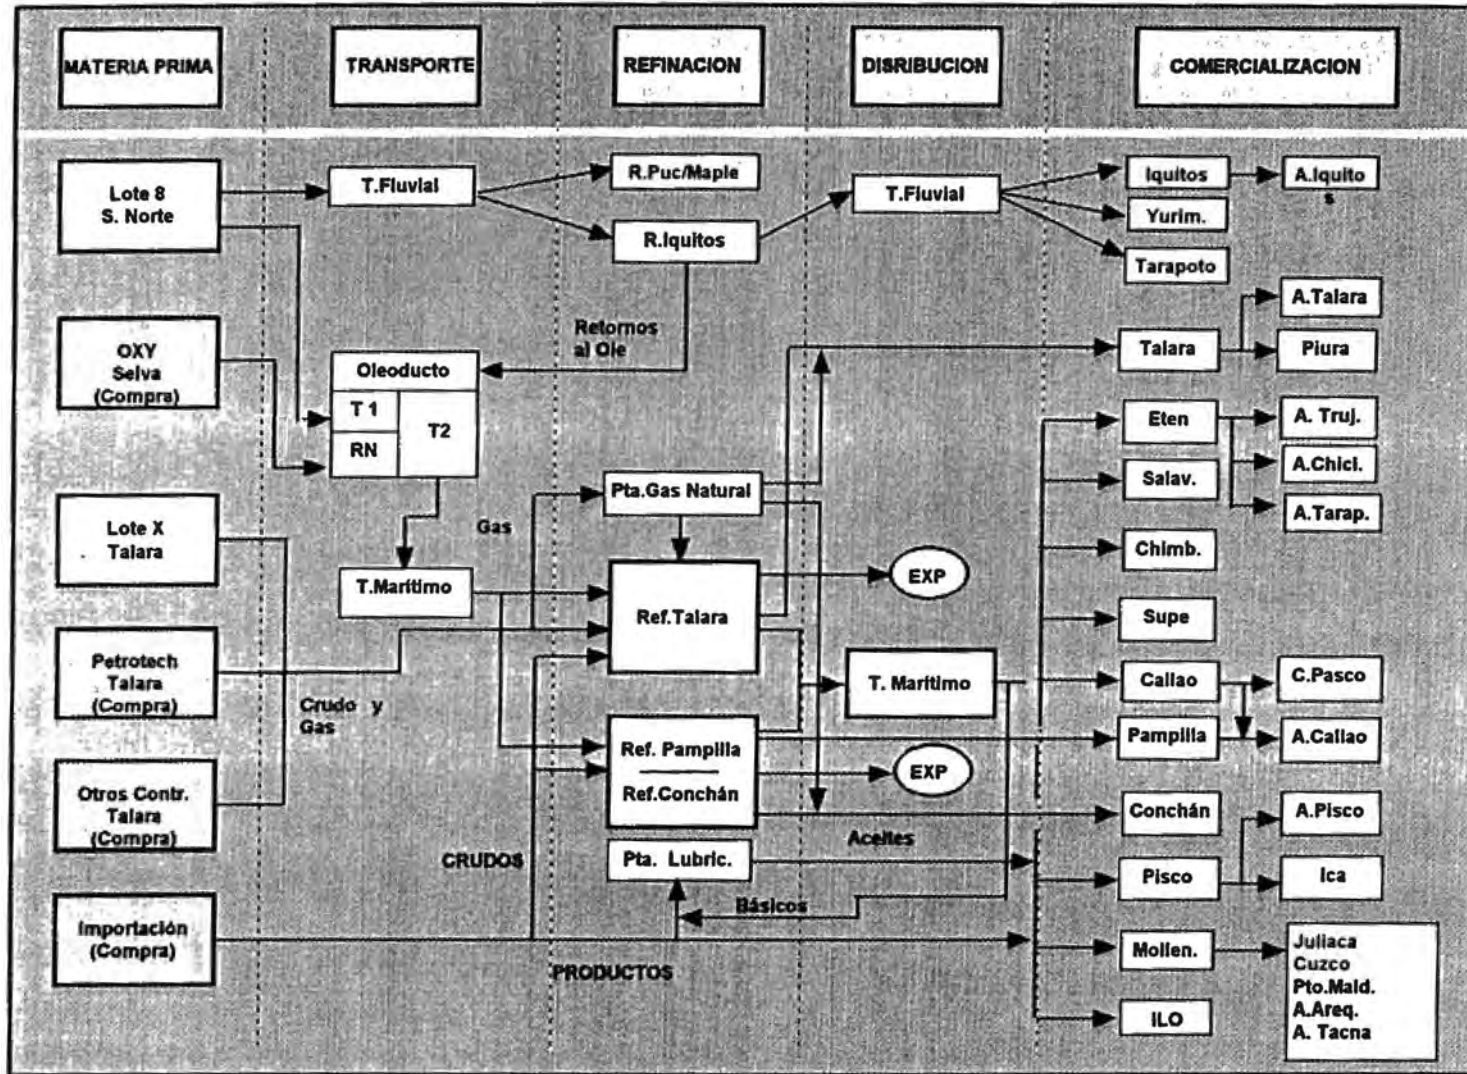 MATERIA PRIMA
TRANSPORTE
REFINACION
DISRIBUCION
COMERCIALIZACION
Lote 8
S. Norte
T.Fluvial
R.Puc/Maple
R.Iquitos
T.Fluvial
Iquitos
A.Iquito
s
Yurim.
Tarapoto
OXY
Selva
(Compra)
Retornos
al Ole
Oleoducto
T 1
RN
T2
Talara
A.Talara
Piura
Eten
A. Truj.
A.Chicl.
A.Tarap.
Salav.
Chimb.
Supe
Lote X
Talara
Gas
Pta.Gas Natural
T.Marítimo
Ref.Talara
EXP
Petrotech
Talara
(Compra)
Crudo y
Gas
T. Marítimo
Callao
C.Pasco
Pampilla
A.Callao
Ref. Pampilla
Ref.Conchán
EXP
Otros Contr.
Talara
(Compra)
CRUDOS
Pta. Lubric.
Aceites
Conchán
A.Pisco
Pisco
Ica
Básicos
Importación
(Compra)
PRODUCTOS
Mollen.
Juliaca
Cuzco
Pto.Mald.
A.Areq.
A. Tacna
ILO